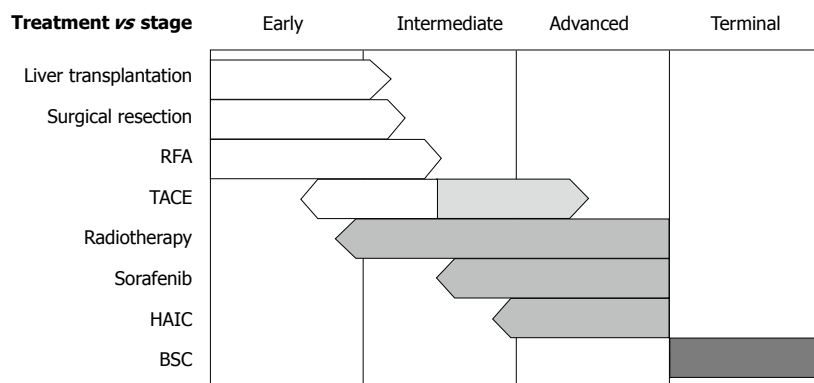 Treatment vs stage Early Intermediate Advanced Terminal
Liver transplantation
Surgical resection
RFA
TACE
Radiotherapy
Sorafenib
HAIC
BSC